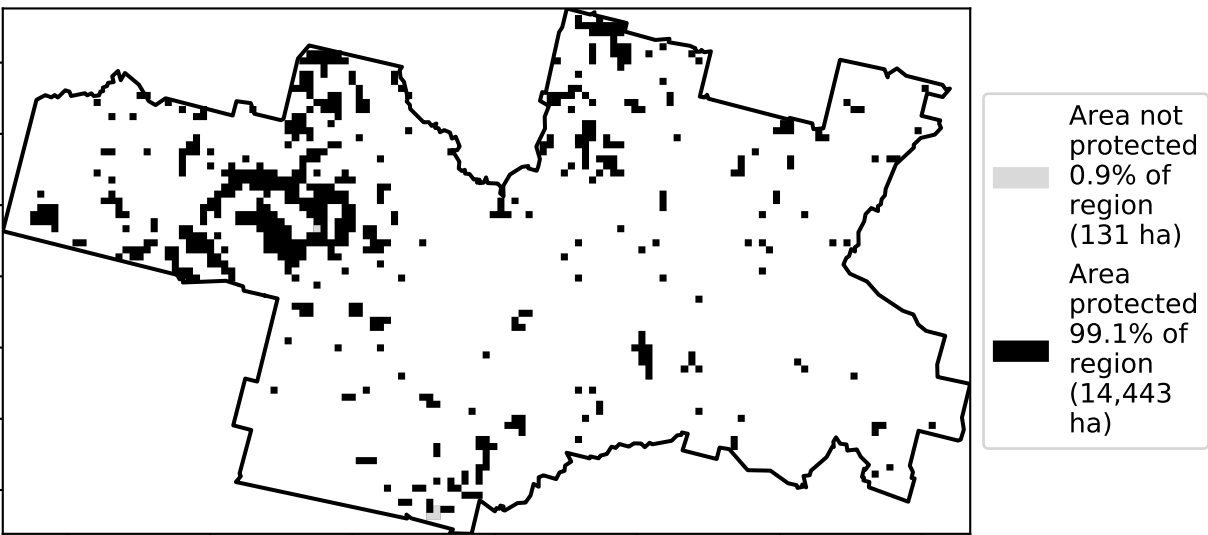 Area not
protected
0.9% of
region
(131 ha)
Area
protected
99.1% of
region
(14,443
ha)